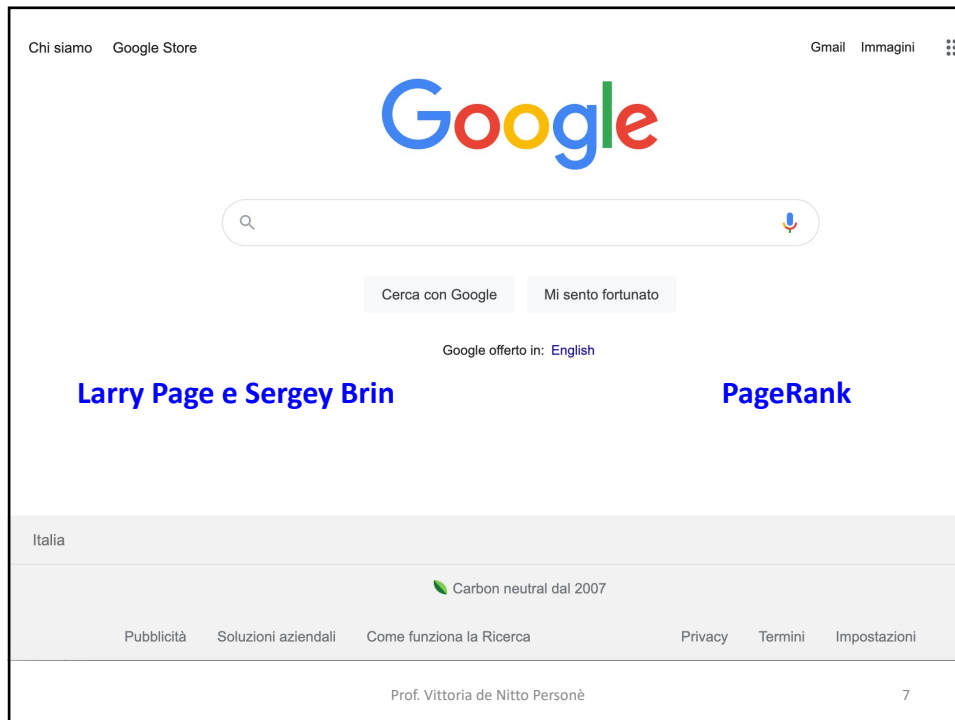 Chi siamo Google Store Gmail Immagini
Google
Cerca con Google Mi sento fortunato
Google offerto in: English
Larry Page e Sergey Brin PageRank
Italia
Carbon neutral dal 2007
Pubblicità Soluzioni aziendali Come funziona la Ricerca Privacy Termini Impostazioni
Prof. Vittoria de Nitto Personè 7